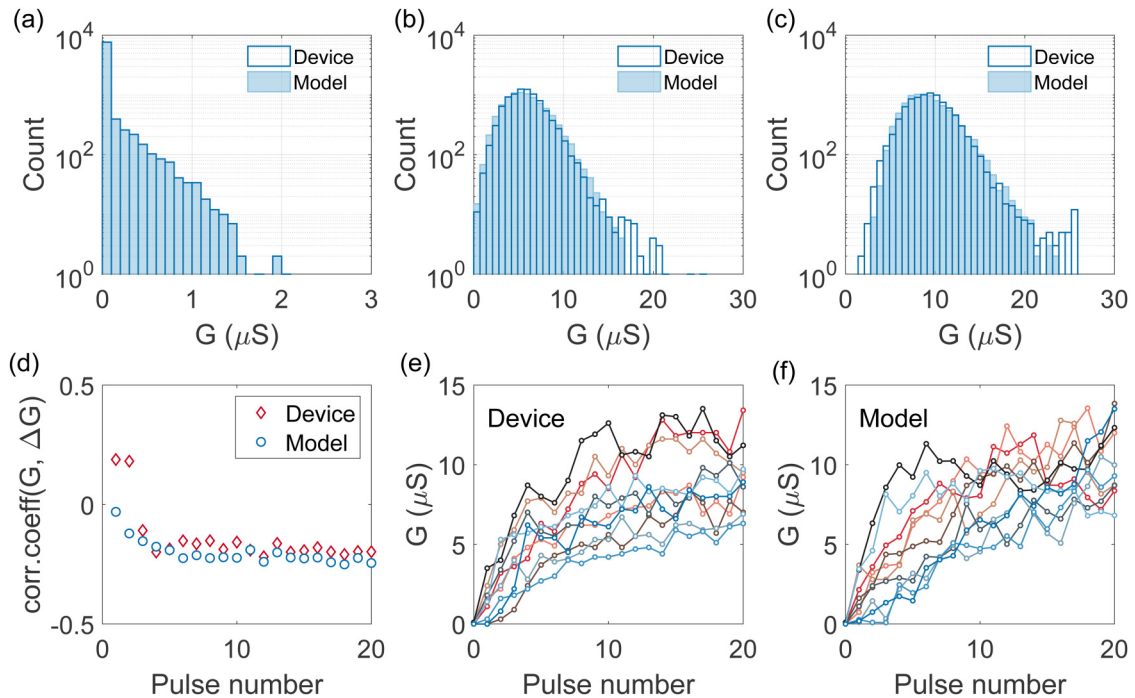 (a)
10^4
10^2
10^0
Count
Device
Model
0
1
2
3
G (μS)
(b)
10^4
10^2
10^0
Count
Device
Model
0
10
20
30
G (μS)
(c)
10^4
10^2
10^0
Count
Device
Model
0
10
20
30
G (μS)
(d)
0.5
0
-0.5
corr.coeff(G, ΔG)
Device
Model
0
10
20
Pulse number
(e)
15
10
5
0
G (μS)
Device
0
10
20
Pulse number
(f)
15
10
5
0
G (μS)
Model
0
10
20
Pulse number